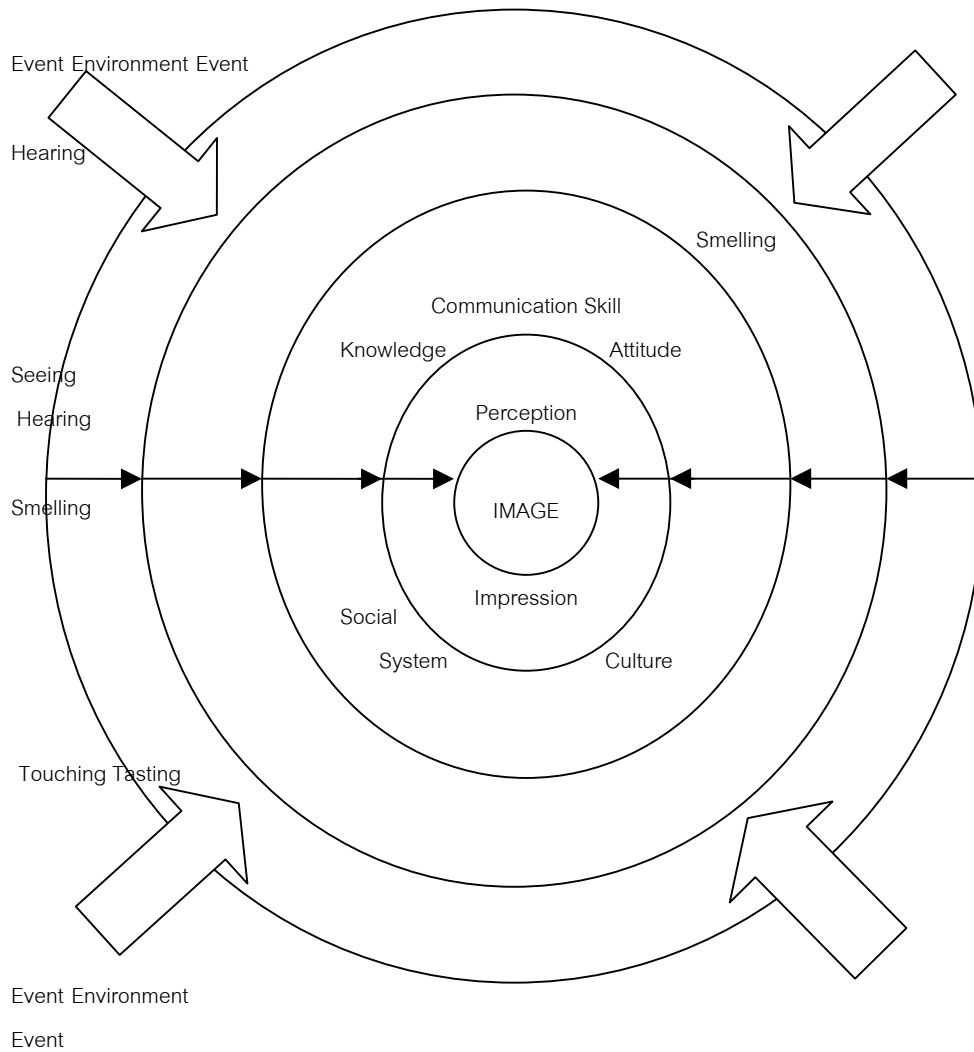 Event Environment Event
Hearing
Smelling
Communication Skill
Knowledge Attitude
Seeing
Perception
Hearing
Smelling
IMAGE
Impression
Social
System Culture
Touching Tasting
Event Environment
Event